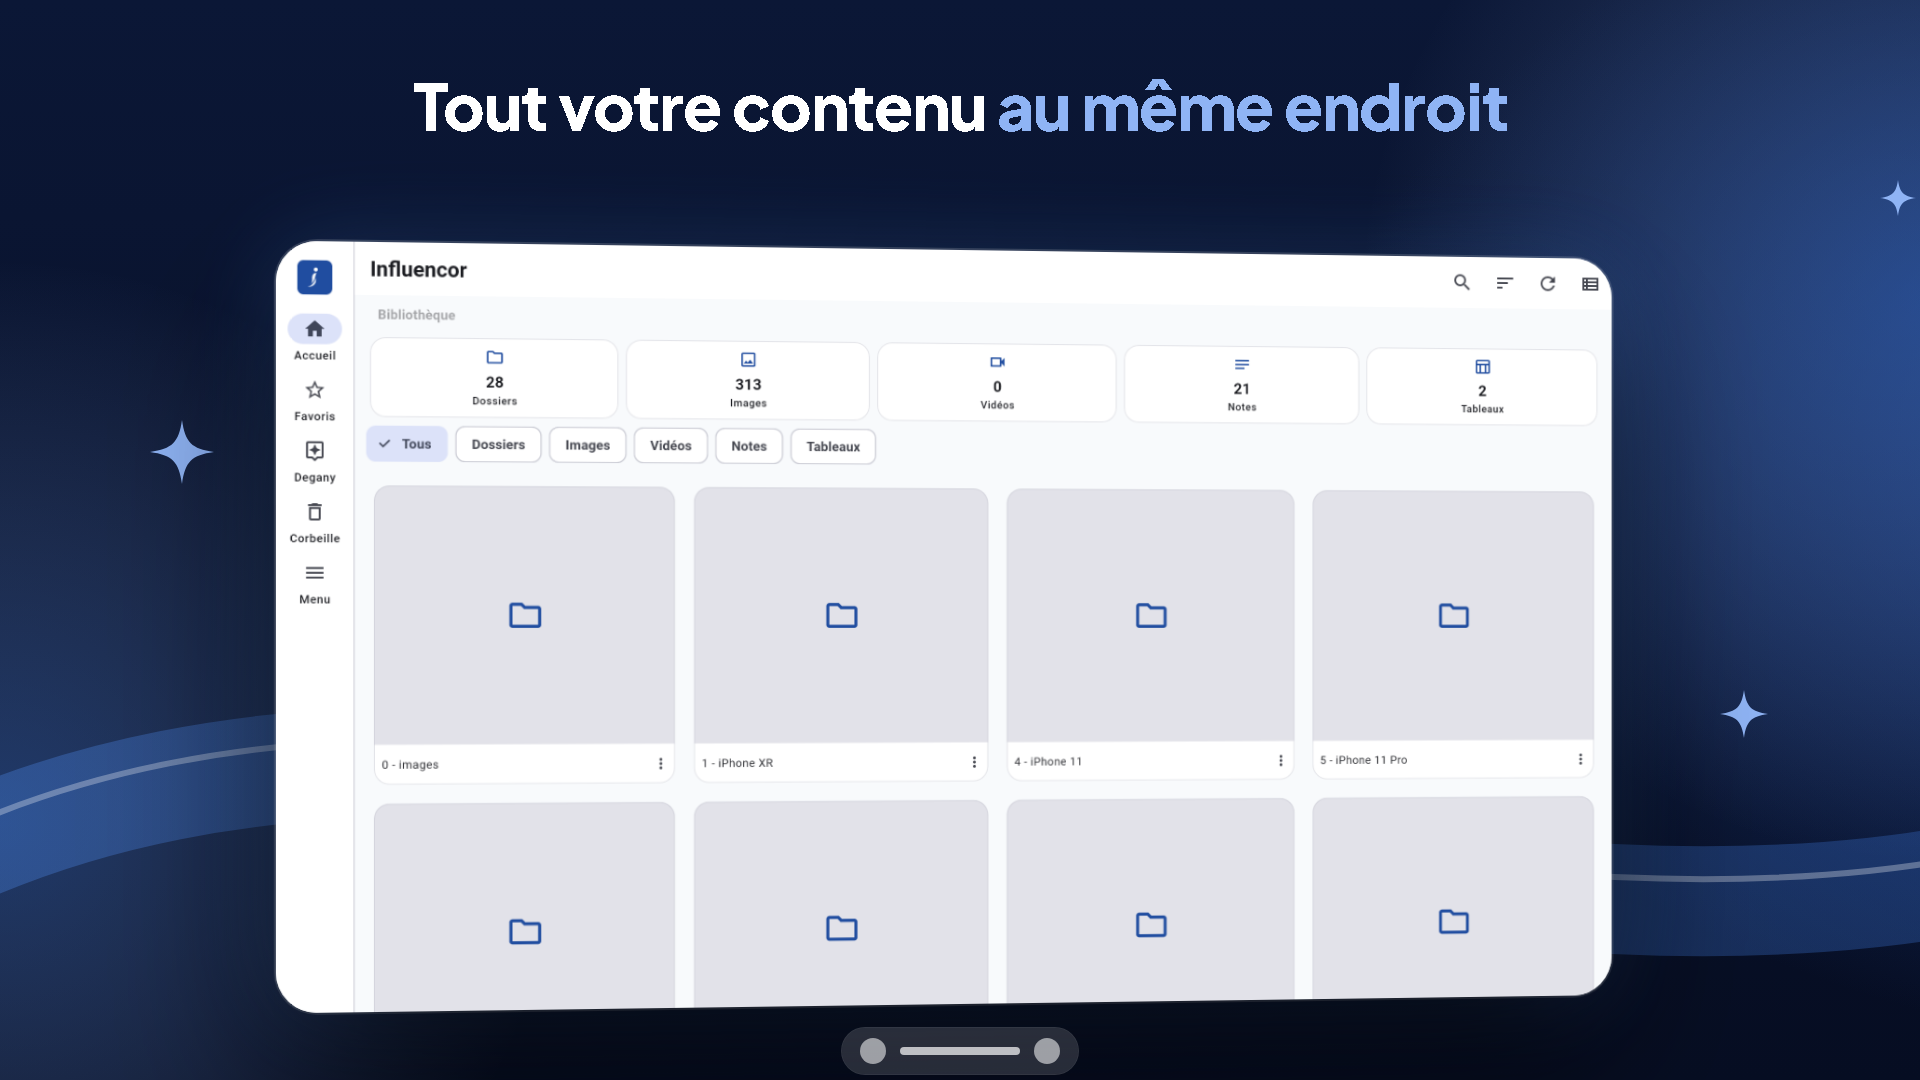 Tout votre contenu au même endroit
Influencor
Bibliothèque
Accueil
Favoris
Degany
Corbeille
Menu
28
Dossiers
313
Images
0
Vidéos
21
Notes
2
Tableaux
Tous
Dossiers
Images
Vidéos
Notes
Tableaux
0 - images
1 - iPhone XR
4 - iPhone 11
5 - iPhone 11 Pro